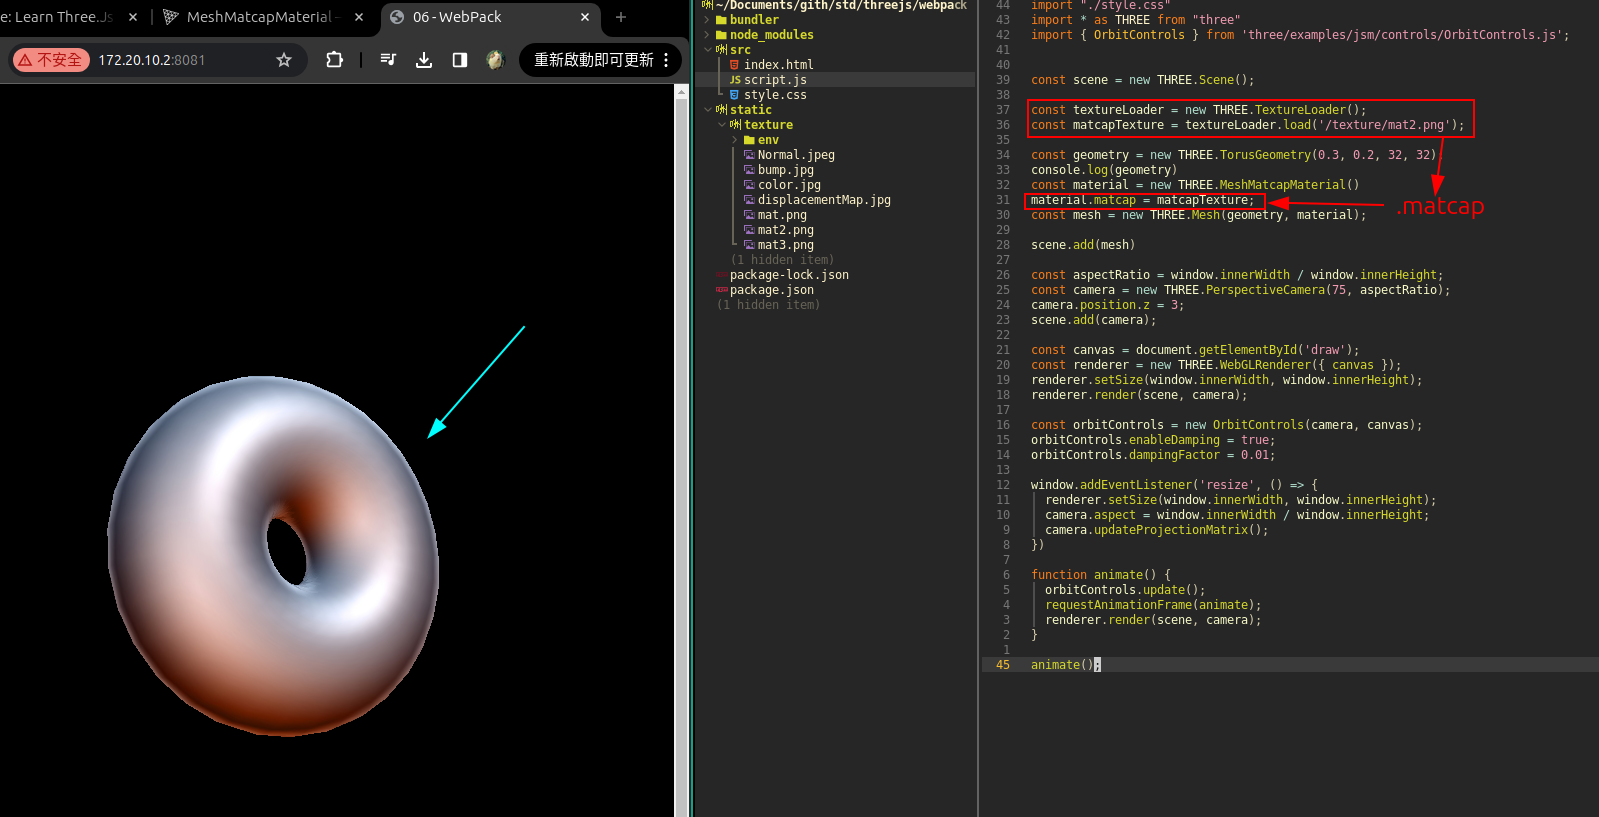 e: Learn Three.Js
MeshMatcapMaterial –
06 - WebPack
不安全
172.20.10.2:8081
重新啟動即可更新
~/Documents/gith/std/threejs/webpack
bundler
node_modules
src
index.html
JS script.js
style.css
static
texture
env
Normal.jpeg
bump.jpg
color.jpg
displacementMap.jpg
mat.png
mat2.png
mat3.png
(1 hidden item)
package-lock.json
package.json
(1 hidden item)
44 import "./style.css"
43 import * as THREE from "three"
42 import { OrbitControls } from 'three/examples/jsm/controls/OrbitControls.js';
41
40
39 const scene = new THREE.Scene();
38
37 const textureLoader = new THREE.TextureLoader();
36 const matcapTexture = textureLoader.load('/texture/mat2.png');
35
34 const geometry = new THREE.TorusGeometry(0.3, 0.2, 32, 32)
33 console.log(geometry)
32 const material = new THREE.MeshMatcapMaterial()
31 material.matcap = matcapTexture;
.matcap
30 const mesh = new THREE.Mesh(geometry, material);
29
28 scene.add(mesh)
27
26 const aspectRatio = window.innerWidth / window.innerHeight;
25 const camera = new THREE.PerspectiveCamera(75, aspectRatio);
24 camera.position.z = 3;
23 scene.add(camera);
22
21 const canvas = document.getElementById('draw');
20 const renderer = new THREE.WebGLRenderer({ canvas });
19 renderer.setSize(window.innerWidth, window.innerHeight);
18 renderer.render(scene, camera);
17
16 const orbitControls = new OrbitControls(camera, canvas);
15 orbitControls.enableDamping = true;
14 orbitControls.dampingFactor = 0.01;
13
12 window.addEventListener('resize', () => {
11 renderer.setSize(window.innerWidth, window.innerHeight);
10 camera.aspect = window.innerWidth / window.innerHeight;
9 camera.updateProjectionMatrix();
8 })
7
6 function animate() {
5 orbitControls.update();
4 requestAnimationFrame(animate);
3 renderer.render(scene, camera);
2 }
1
45 animate();